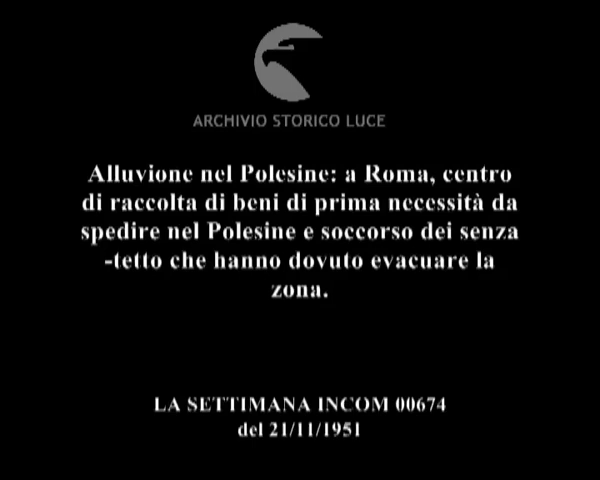 ARCHIVIO STORICO LUCE
Alluvione nel Polesine: a Roma, centro
di raccolta di beni di prima necessità da
spedire nel Polesine e soccorso dei senza
-tetto che hanno dovuto evacuare la
zona.
LA SETTIMANA INCOM 00674
del 21/11/1951